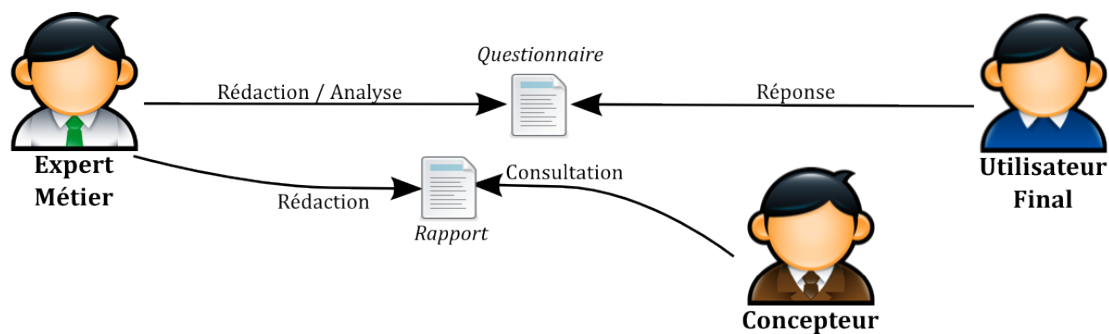 Questionnaire
Rédaction / Analyse
Réponse
Expert
Métier
Utilisateur
Final
Consultation
Rédaction
Rapport
Concepteur